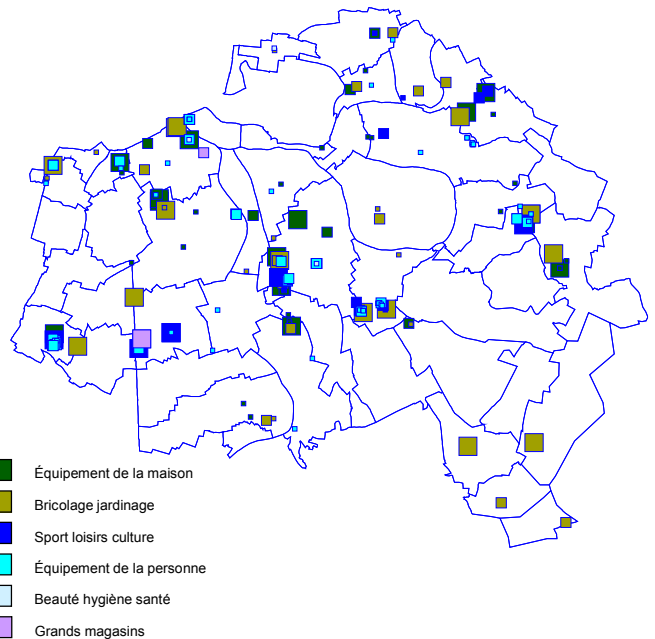 Équipement de la maison
Bricolage jardinage
Sport loisirs culture
Équipement de la personne
Beauté hygiène santé
Grands magasins